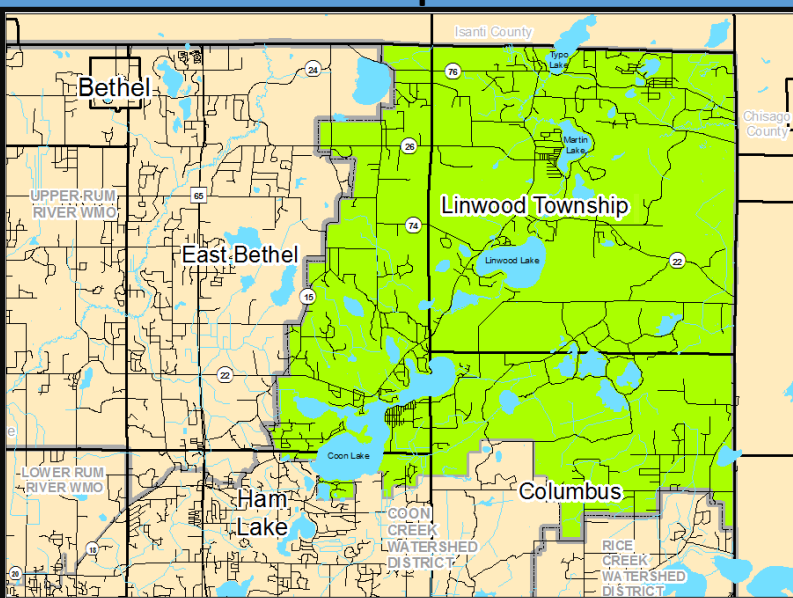 Isanti County
Typo
Lake
24
76
Bethel
Chisago
County
Martin
Lake
26
UPPER RUM
RIVER WMO
65
Linwood Township
74
East Bethel
Linwood Lake
22
15
22
e
Coon Lake
LOWER RUM
RIVER WMO
Columbus
Ham
Lake
COON
CREEK
WATERSHED
DISTRICT
18
RICE
CREEK
WATERSHED
DISTRICT
20